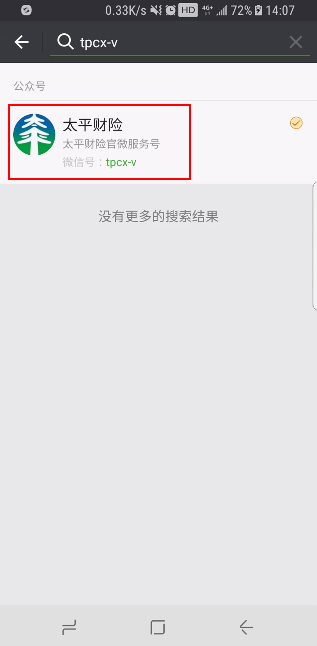 0.33K/s HD 4G+ 72% 14:07
tpcx-v
公众号
太平财险
太平财险官微服务号
微信号：tpcx-v
没有更多的搜索结果